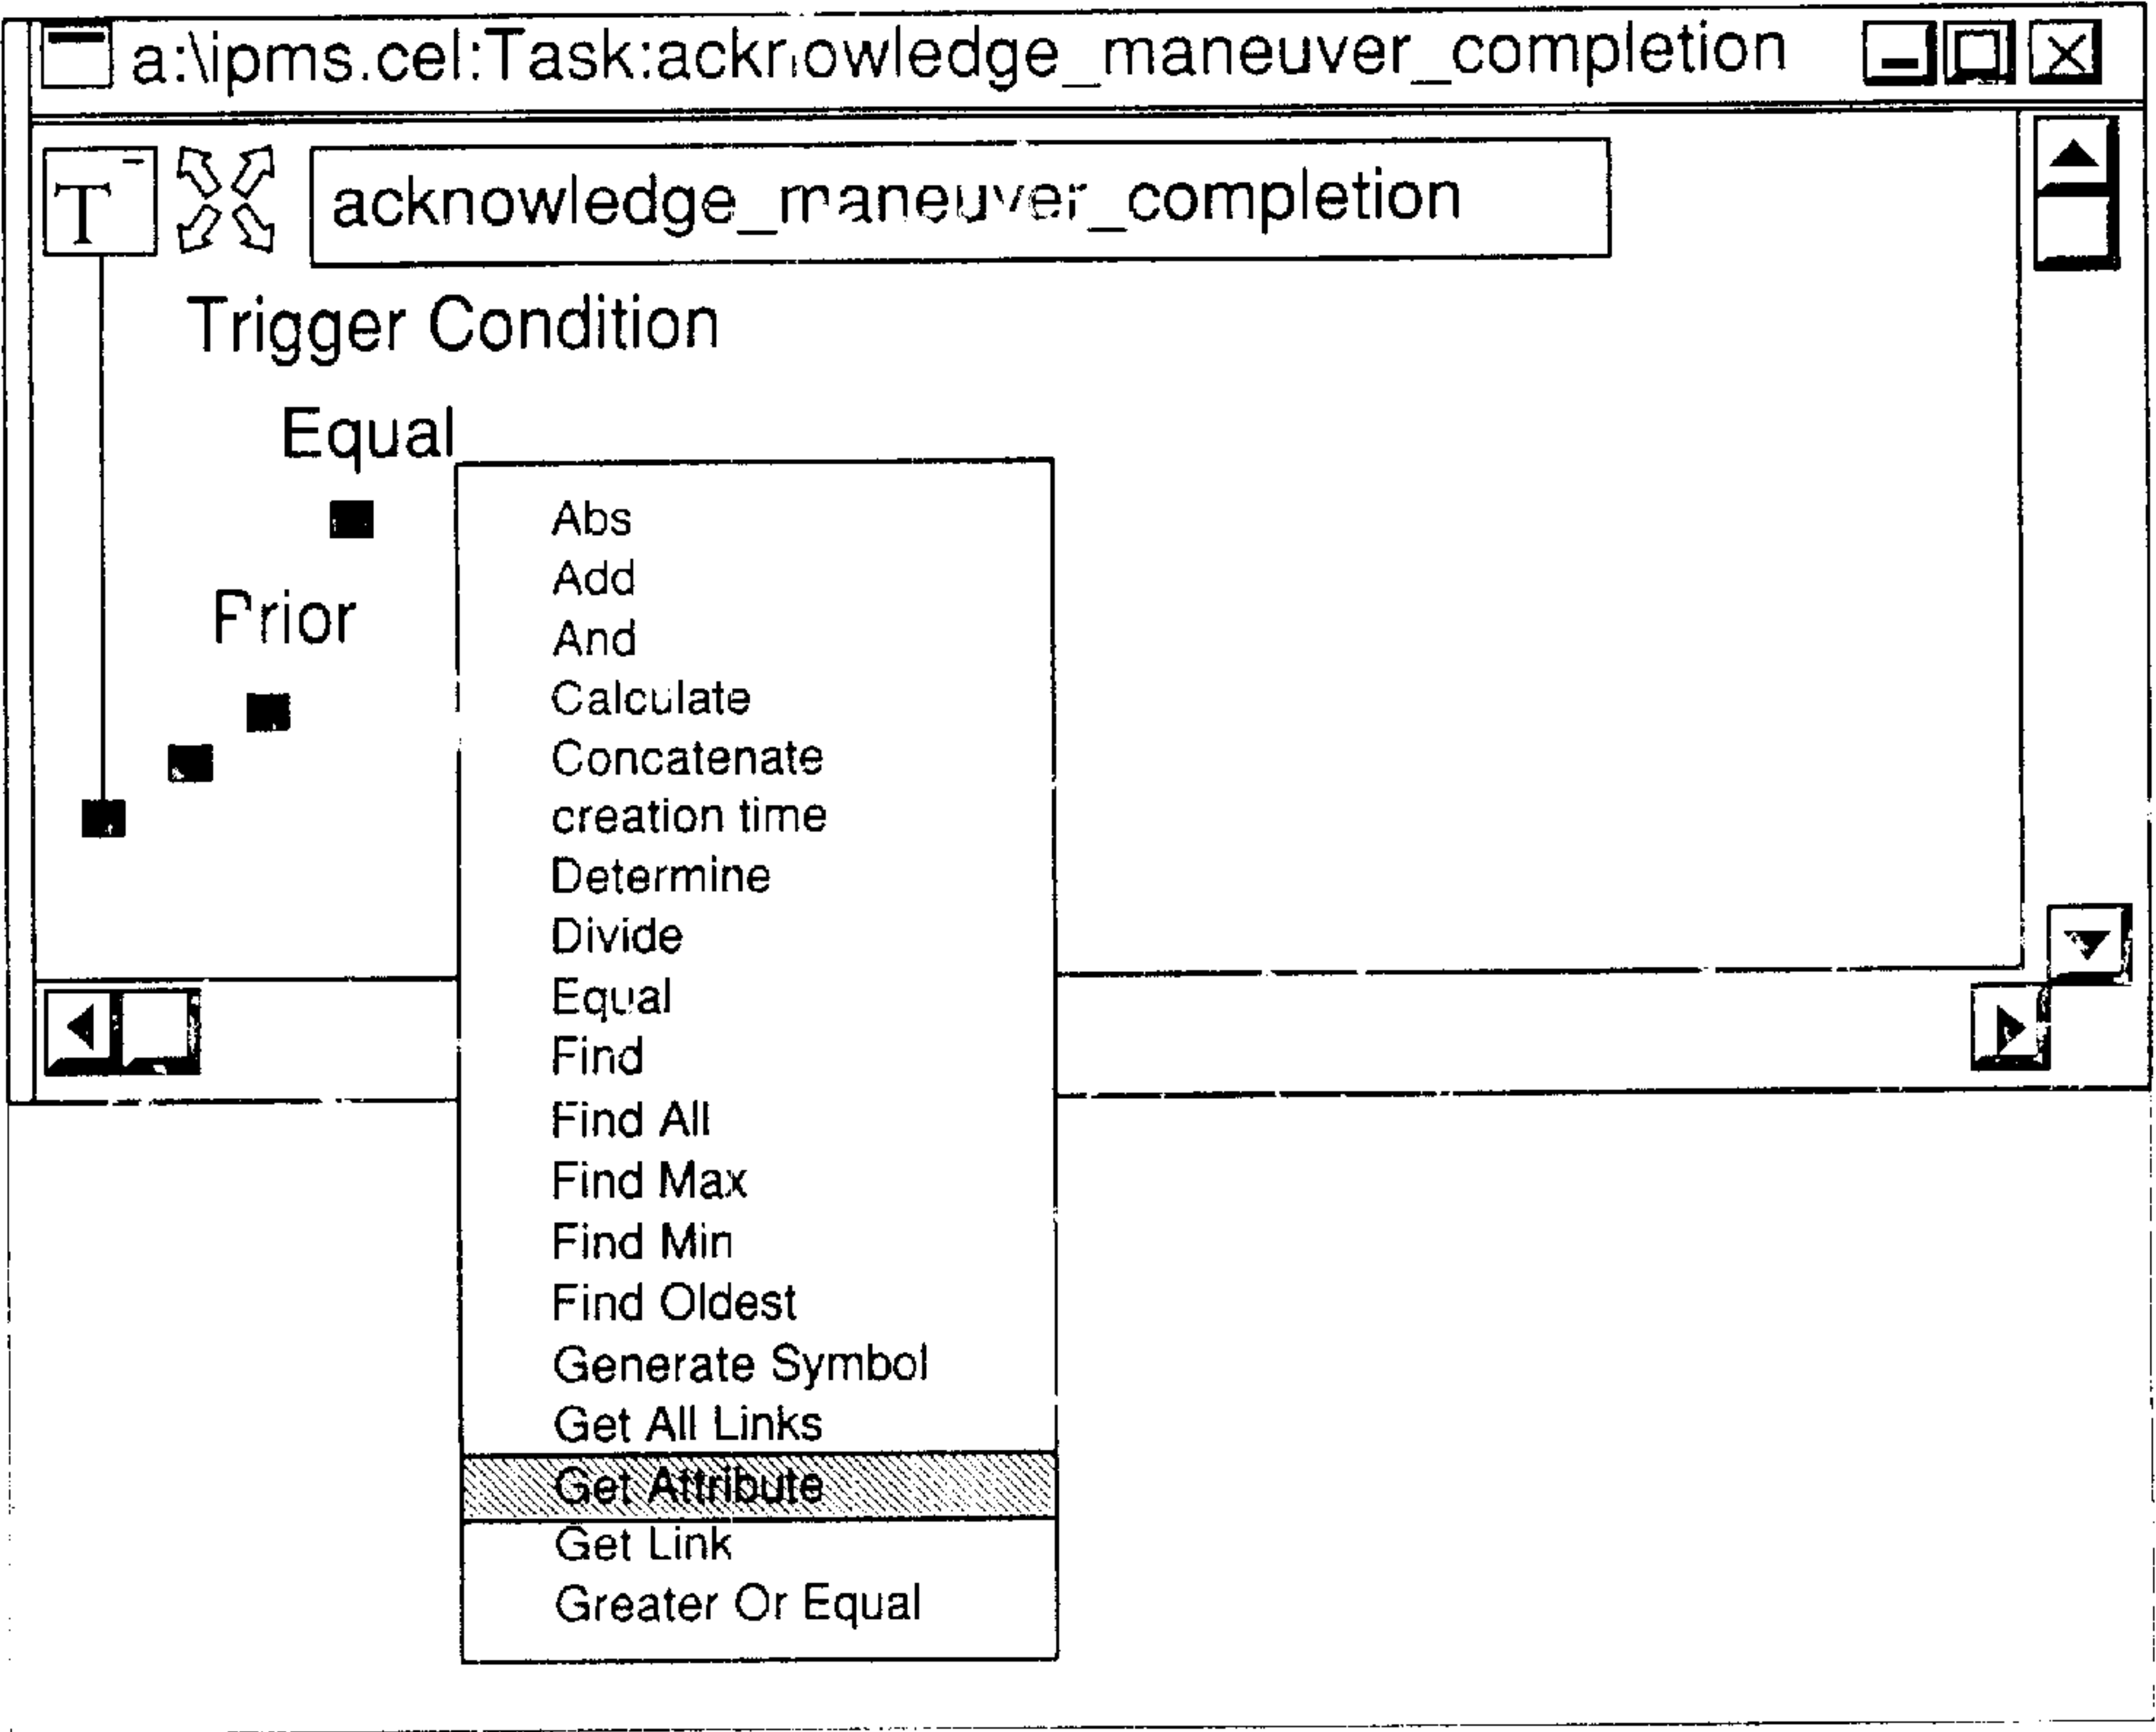 a:\ipms.cel:Task:acknowledge_maneuver_completion
T
acknowledge_maneuver_completion
Trigger Condition
Equal
Prior
Abs
Add
And
Calculate
Concatenate
creation time
Determine
Divide
Equal
Find
Find All
Find Max
Find Min
Find Oldest
Generate Symbol
Get All Links
Get Attribute
Get Link
Greater Or Equal